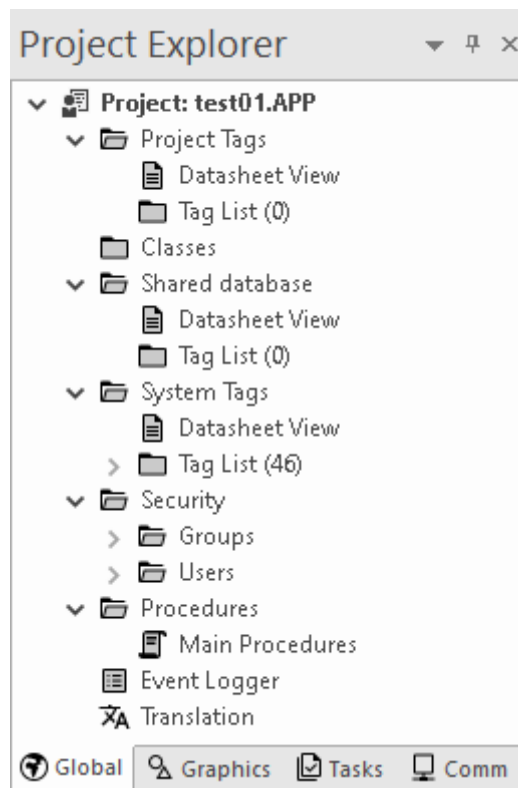 Project Explorer
Project: test01.APP
Project Tags
Datasheet View
Tag List (0)
Classes
Shared database
Datasheet View
Tag List (0)
System Tags
Datasheet View
Tag List (46)
Security
Groups
Users
Procedures
Main Procedures
Event Logger
Translation
Global Graphics Tasks Comm